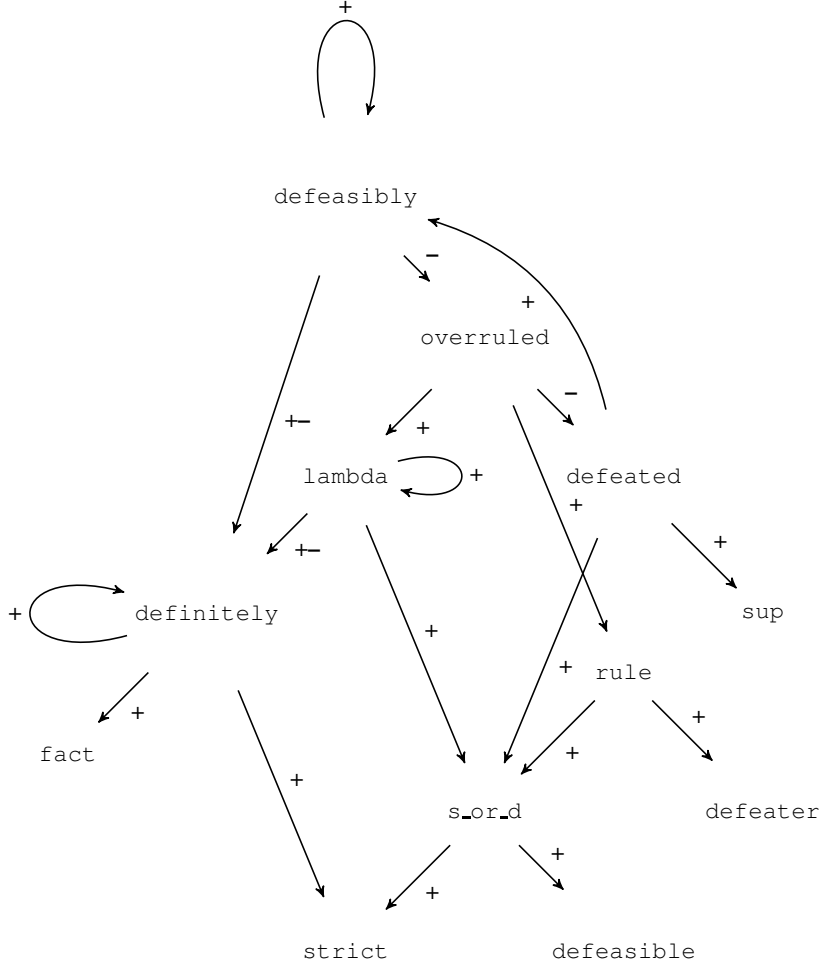 +
defeasibly
−
+
overruled
+−
+
−
lambda
+
defeated
+
+−
+
+
definitely
+
sup
+
rule
+
+
+
fact
+
+
s_or_d
defeater
+
+
strict
defeasible